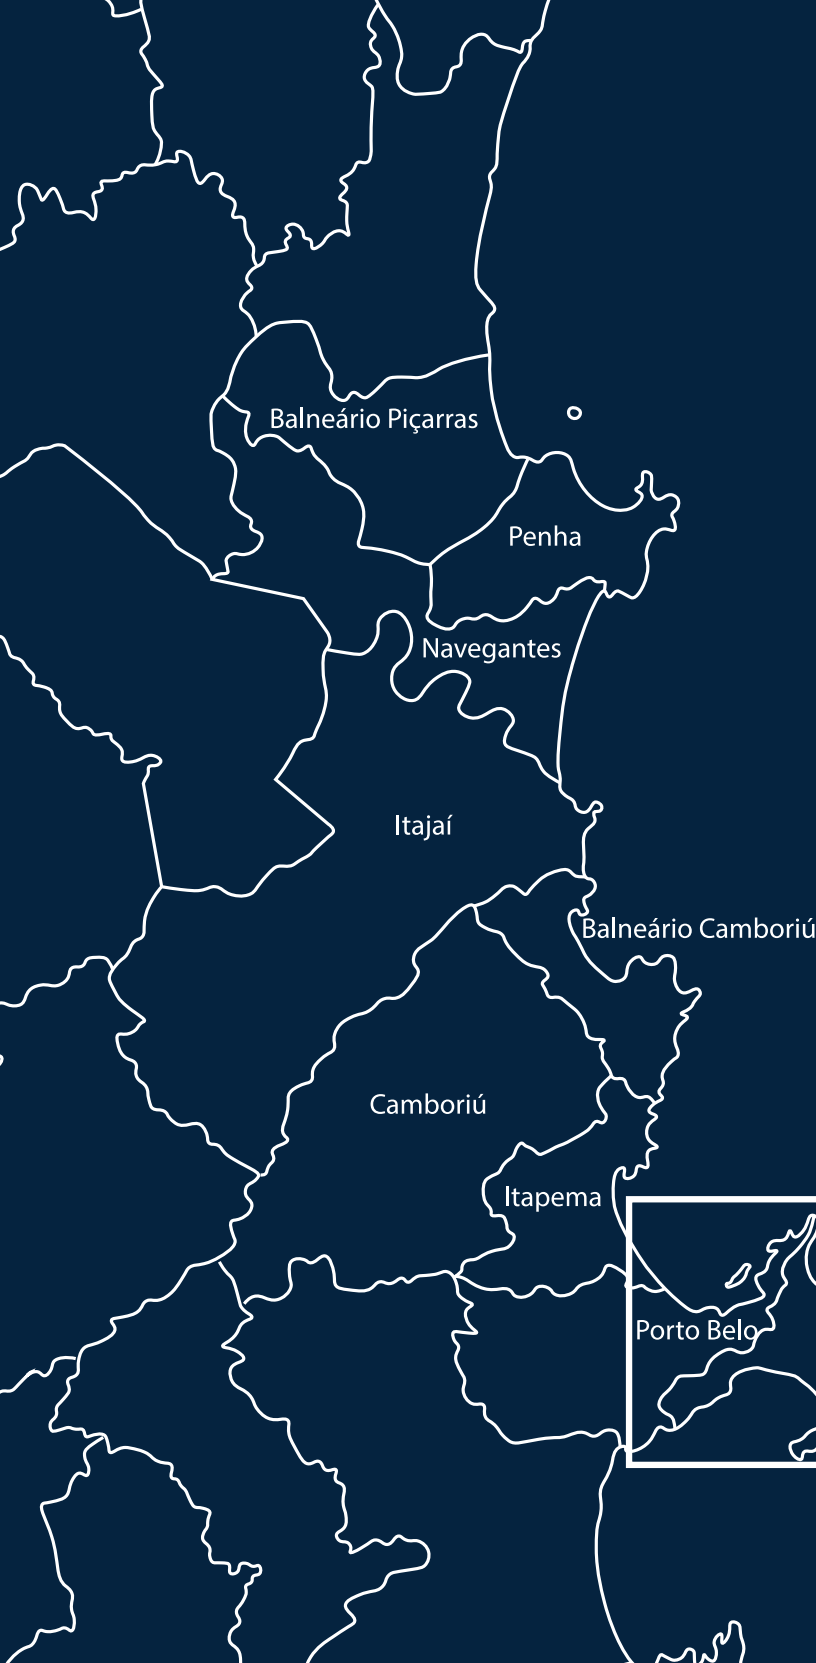 Balneário Piçarras
Penha
Navegantes
Itajaí
Balneário Camboriú
Camboriú
Itapema
Porto Belo